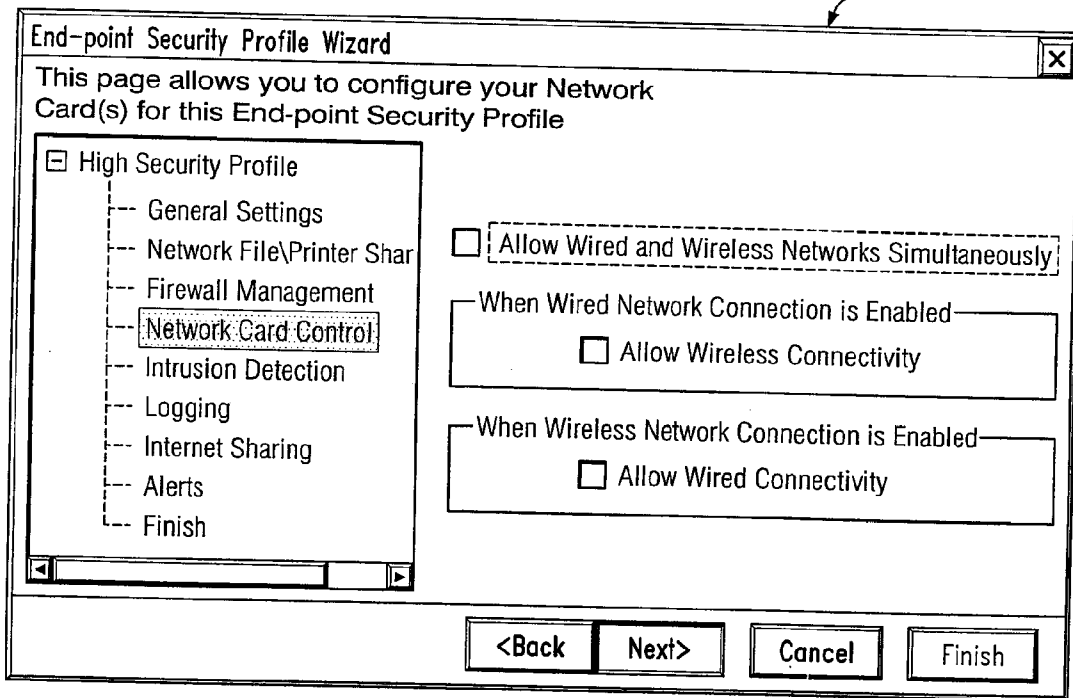 End-point Security Profile Wizard
This page allows you to configure your Network
Card(s) for this End-point Security Profile
High Security Profile
General Settings
Network File\Printer Shar
Firewall Management
Network Card Control
Intrusion Detection
Logging
Internet Sharing
Alerts
Finish
Allow Wired and Wireless Networks Simultaneously
When Wired Network Connection is Enabled
Allow Wireless Connectivity
When Wireless Network Connection is Enabled
Allow Wired Connectivity
<Back Next> Cancel Finish